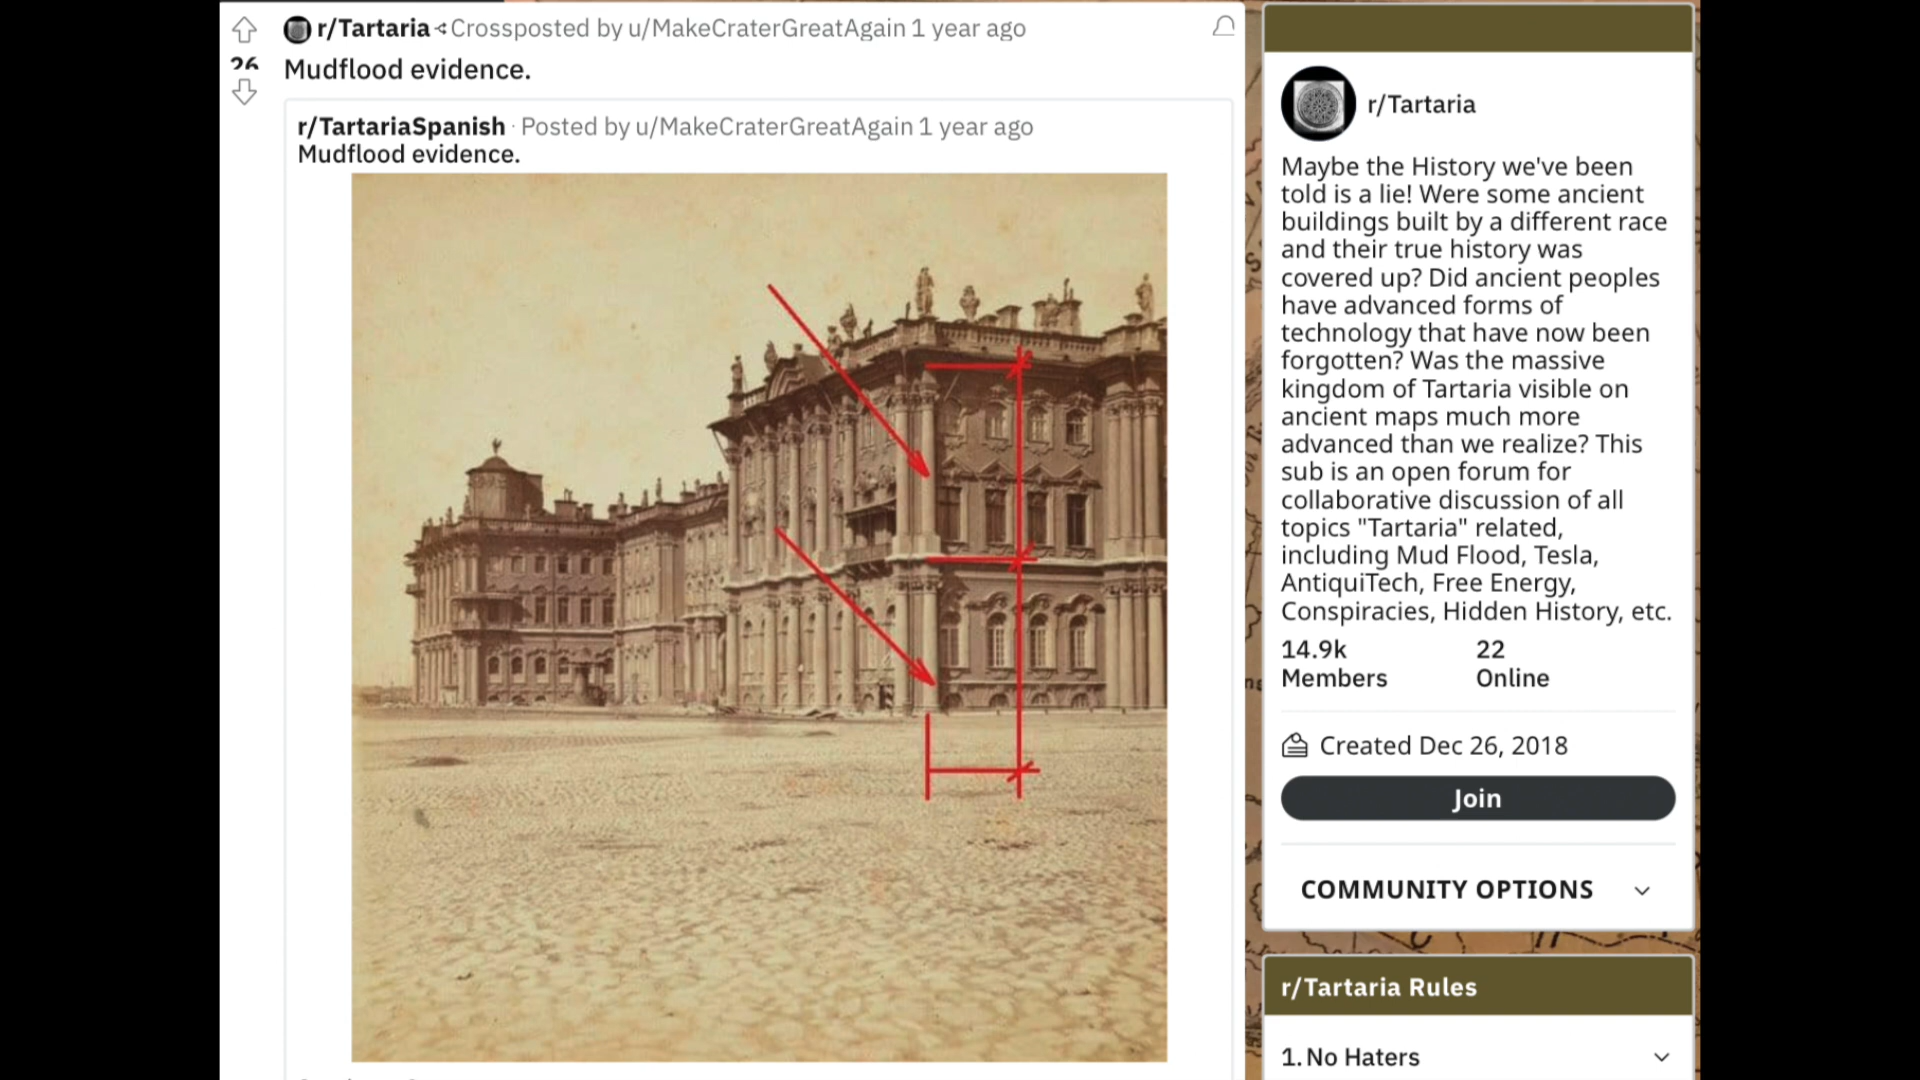 r/Tartaria Crossposted by u/MakeCraterGreatAgain 1 year ago
26
Mudflood evidence.
r/TartariaSpanish · Posted by u/MakeCraterGreatAgain 1 year ago
Mudflood evidence.
r/Tartaria
Maybe the History we've been
told is a lie! Were some ancient
buildings built by a different race
and their true history was
covered up? Did ancient peoples
have advanced forms of
technology that have now been
forgotten? Was the massive
kingdom of Tartaria visible on
ancient maps much more
advanced than we realize? This
sub is an open forum for
collaborative discussion of all
topics "Tartaria" related,
including Mud Flood, Tesla,
AntiquiTech, Free Energy,
Conspiracies, Hidden History, etc.
14.9k 22
Members Online
Created Dec 26, 2018
Join
COMMUNITY OPTIONS
r/Tartaria Rules
1. No Haters